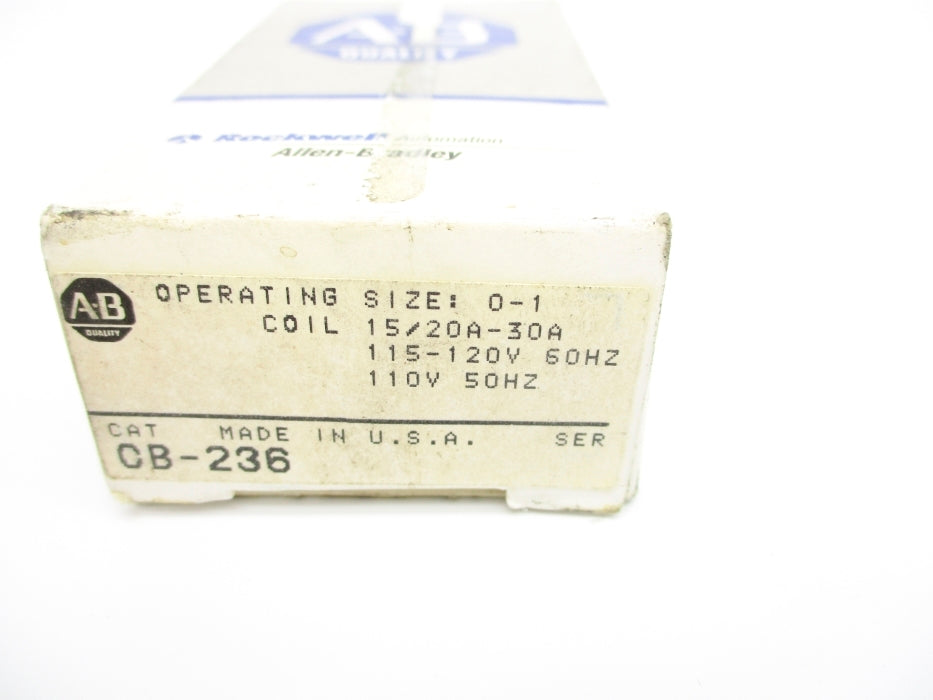 A-B
QUALITY
Rockwell Automation
Allen-Bradley
A-B
QUALITY
OPERATING SIZE: 0-1
COIL 15/20A-30A
115-120V 60HZ
110V 50HZ
CAT MADE IN U.S.A. SER
CB-236